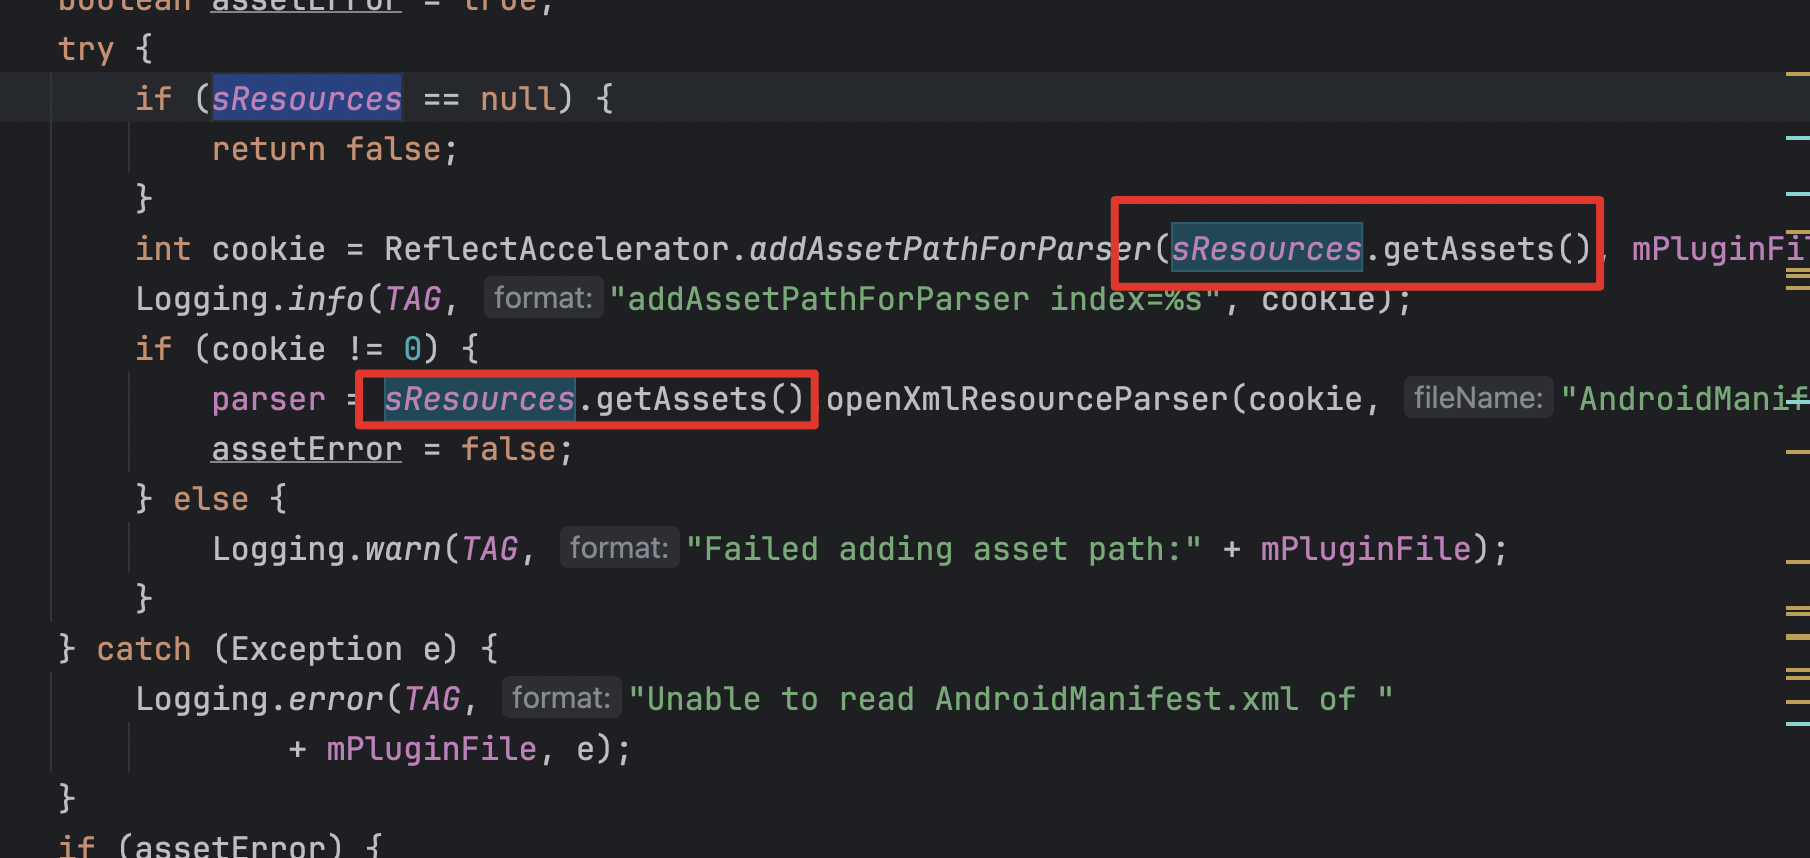 boolean assetError = true;
try {
if (sResources == null) {
return false;
}
int cookie = ReflectAccelerator.addAssetPathForParser(sResources.getAssets(), mPluginFil
Logging.info(TAG, format: "addAssetPathForParser index=%s", cookie);
if (cookie != 0) {
parser = sResources.getAssets().openXmlResourceParser(cookie, fileName: "AndroidManif
assetError = false;
} else {
Logging.warn(TAG, format: "Failed adding asset path:" + mPluginFile);
}
} catch (Exception e) {
Logging.error(TAG, format: "Unable to read AndroidManifest.xml of "
+ mPluginFile, e);
}
if (assetError) {